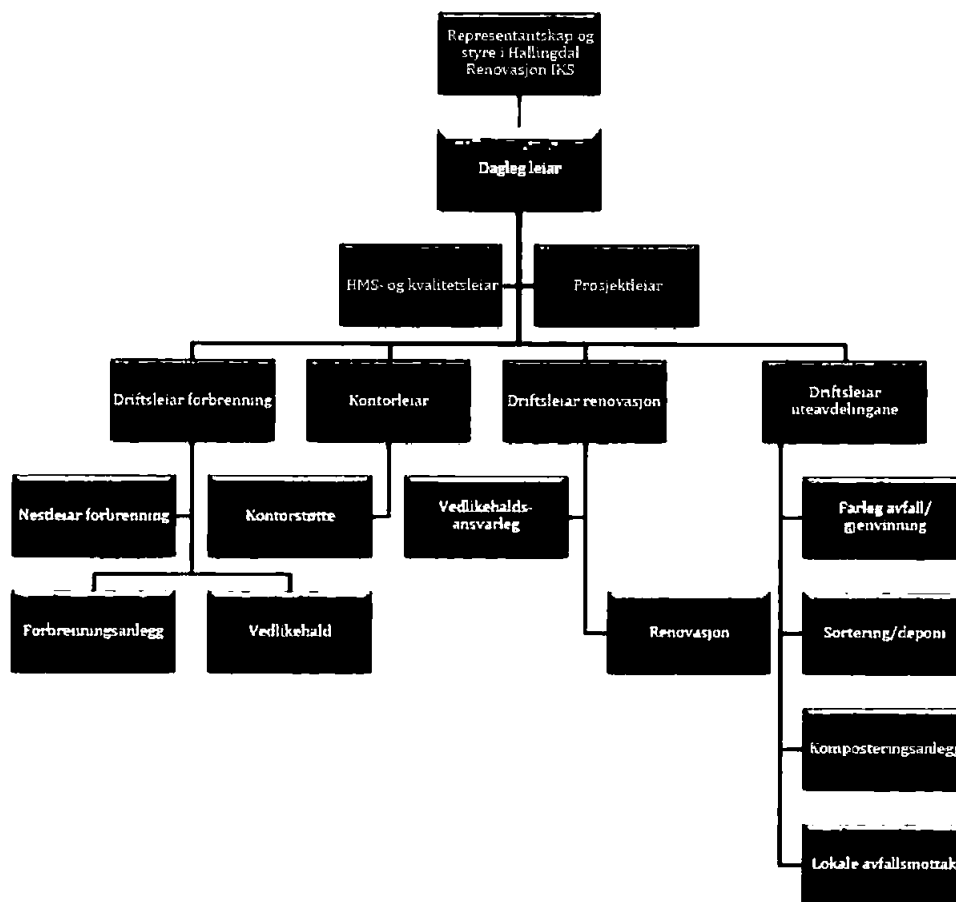 Representantskap og
styre i Hallingdal
Renovasjon IKS
Dagleg leiar
HMS- og kvalitetsleiar
Prosjektleiar
Driftsleiar forbrenning
Kontorleiar
Driftsleiar renovasjon
Driftsleiar
uteavdelingane
Nestleiar forbrenning
Kontorstøtte
Vedlikehalds-
ansvarleg
Farleg avfall/
gjenvinning
Forbrenningsanlegg
Vedlikehald
Renovasjon
Sortering/deponi
Komposteringsanlegg
Lokale avfallsmottak